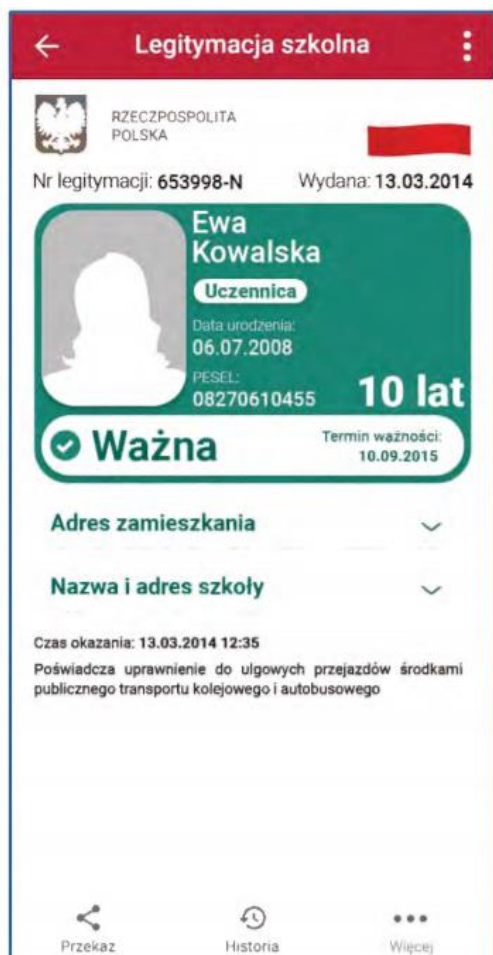 Legitymacja szkolna
RZECZPOSPOLITA
POLSKA
Nr legitymacji: 653998-N Wydana: 13.03.2014
Ewa
Kowalska
Uczennica
Data urodzenia:
06.07.2008
PESEL:
08270610455
10 lat
Ważna
Termin ważności:
10.09.2015
Adres zamieszkania
Nazwa i adres szkoły
Czas okazania: 13.03.2014 12:35
Poświadcza uprawnienie do ulgowych przejazdów środkami
publicznego transportu kolejowego i autobusowego
Przekaz Historia Więcej